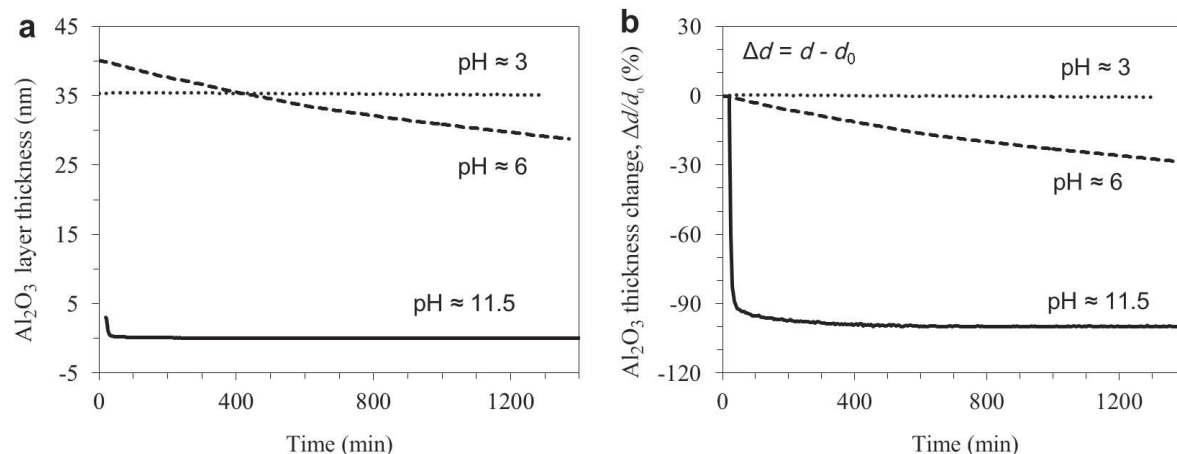 a
Al₂O₃ layer thickness (nm)
45
35
25
15
5
-5
pH ≈ 3
pH ≈ 6
pH ≈ 11.5
0 400 800 1200
Time (min)
b
Al₂O₃ thickness change, Δd/d₀ (%)
30
0
-30
-60
-90
-120
Δd = d - d₀
pH ≈ 3
pH ≈ 6
pH ≈ 11.5
0 400 800 1200
Time (min)